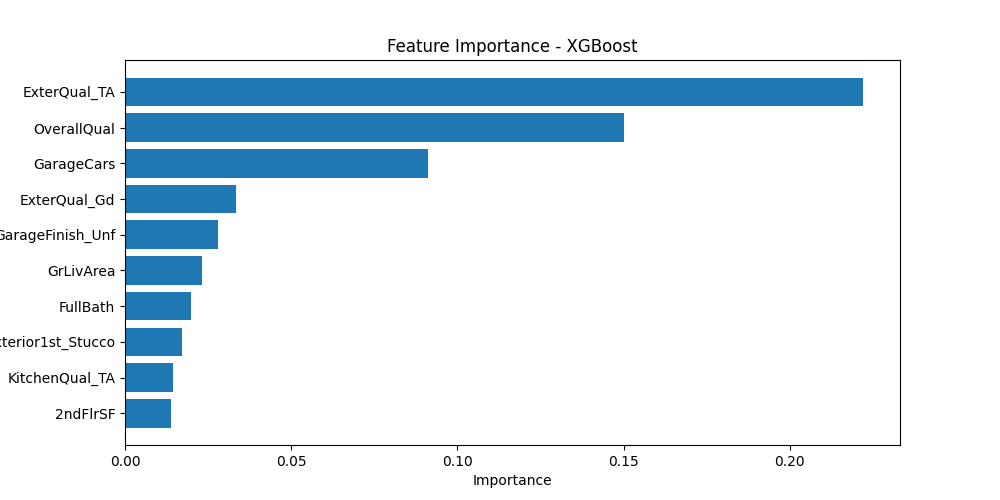 Feature Importance - XGBoost
ExterQual_TA
OverallQual
GarageCars
ExterQual_Gd
GarageFinish_Unf
GrLivArea
FullBath
xterior1st_Stucco
KitchenQual_TA
2ndFlrSF
0.00 0.05 0.10 0.15 0.20
Importance